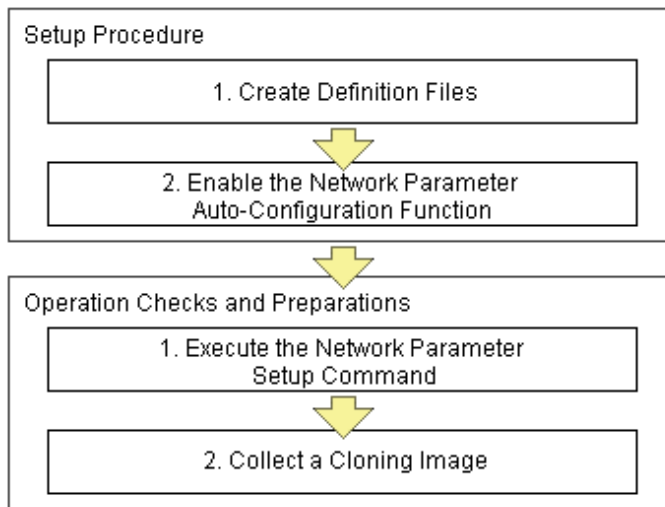 Setup Procedure
1. Create Definition Files
2. Enable the Network Parameter
Auto-Configuration Function
Operation Checks and Preparations
1. Execute the Network Parameter
Setup Command
2. Collect a Cloning Image